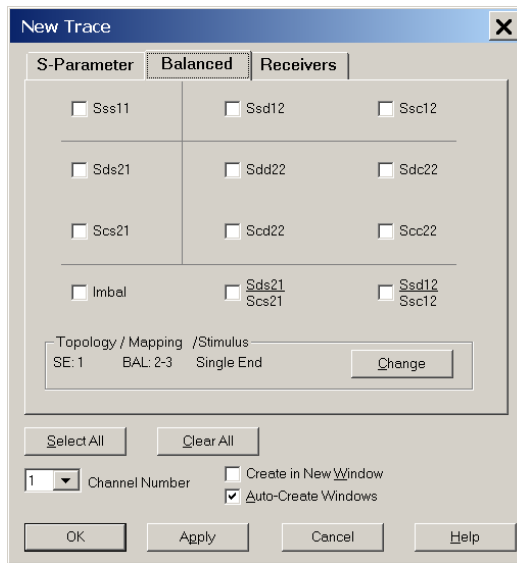 New Trace
S-Parameter Balanced Receivers
Sss11 Ssd12 Ssc12
Sds21 Sdd22 Sdc22
Scs21 Scd22 Scc22
Imbal Sds21 Ssd12
Scs21 Ssc12
Topology / Mapping /Stimulus
SE: 1 BAL: 2-3 Single End Change
Select All Clear All
1 Channel Number
Create in New Window
Auto-Create Windows
OK Apply Cancel Help